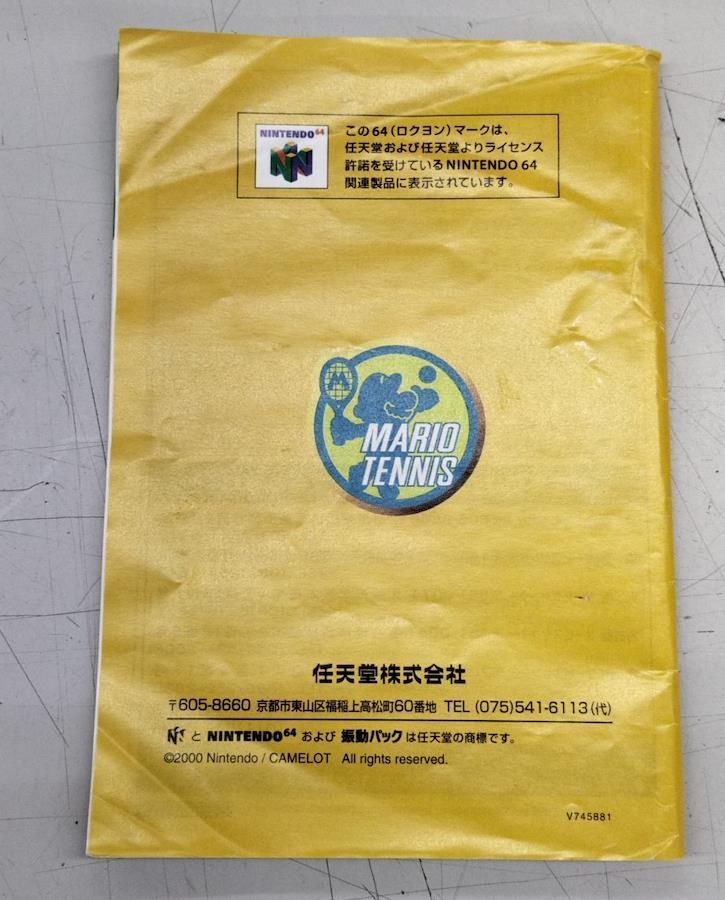 NINTENDO64
この64（ロクヨン）マークは、
任天堂および任天堂よりライセンス
許諾を受けているNINTENDO 64
関連製品に表示されています。
MARIO
TENNIS
任天堂株式会社
〒605-8660 京都市東山区福稲上高松町60番地 TEL (075)541-6113(代)
と NINTENDO64 および 振動パック は任天堂の商標です。
©2000 Nintendo / CAMELOT All rights reserved.
V745881